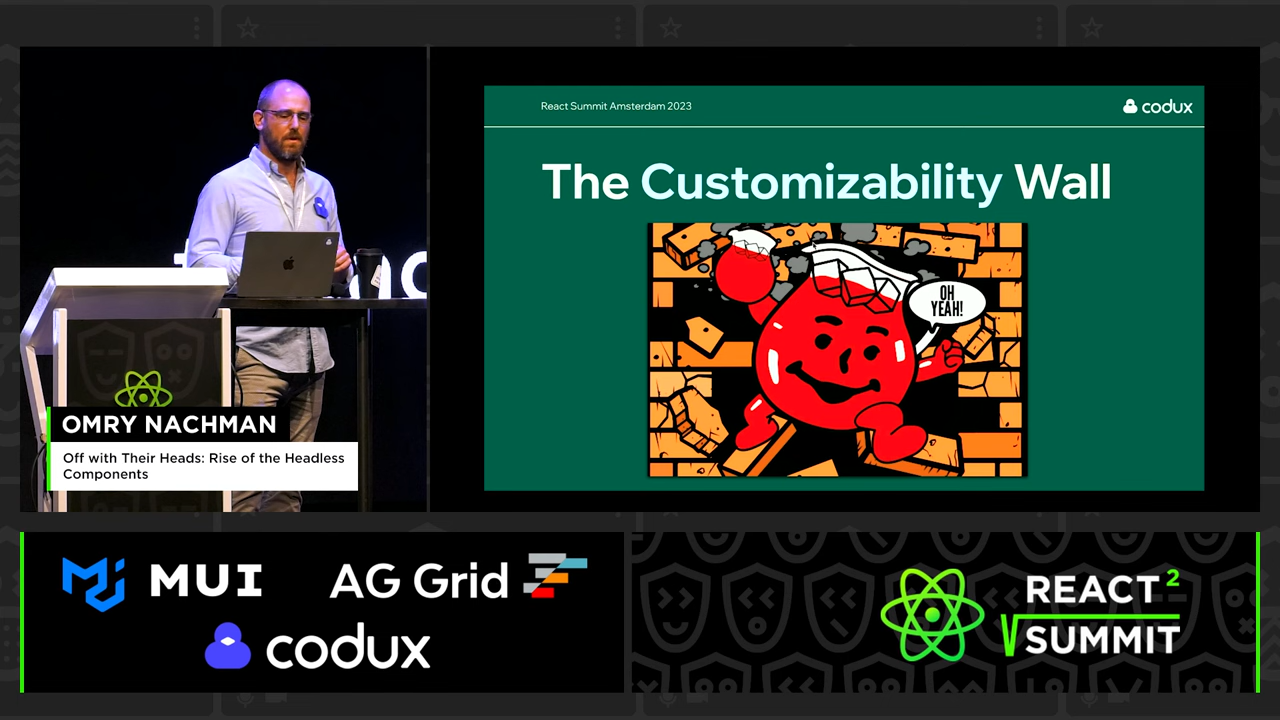 React Summit Amsterdam 2023
codux
The Customizability Wall
OH
YEAH!
OMRY NACHMAN
Off with Their Heads: Rise of the Headless
Components
MUI
AG Grid
codux
REACT 2
SUMMIT